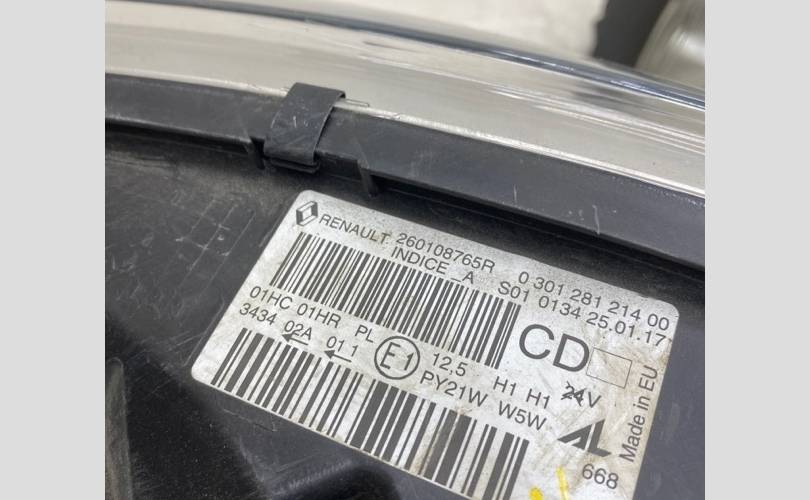 RENAULT 260108765R 0 301 281 214 00
INDICE_A S01 0134 25.01.17
CD
01HC 01HR PL E1 12,5 H1 H1 24V
3434 02A 01 1 PY21W W5W
AL
668
Made in EU